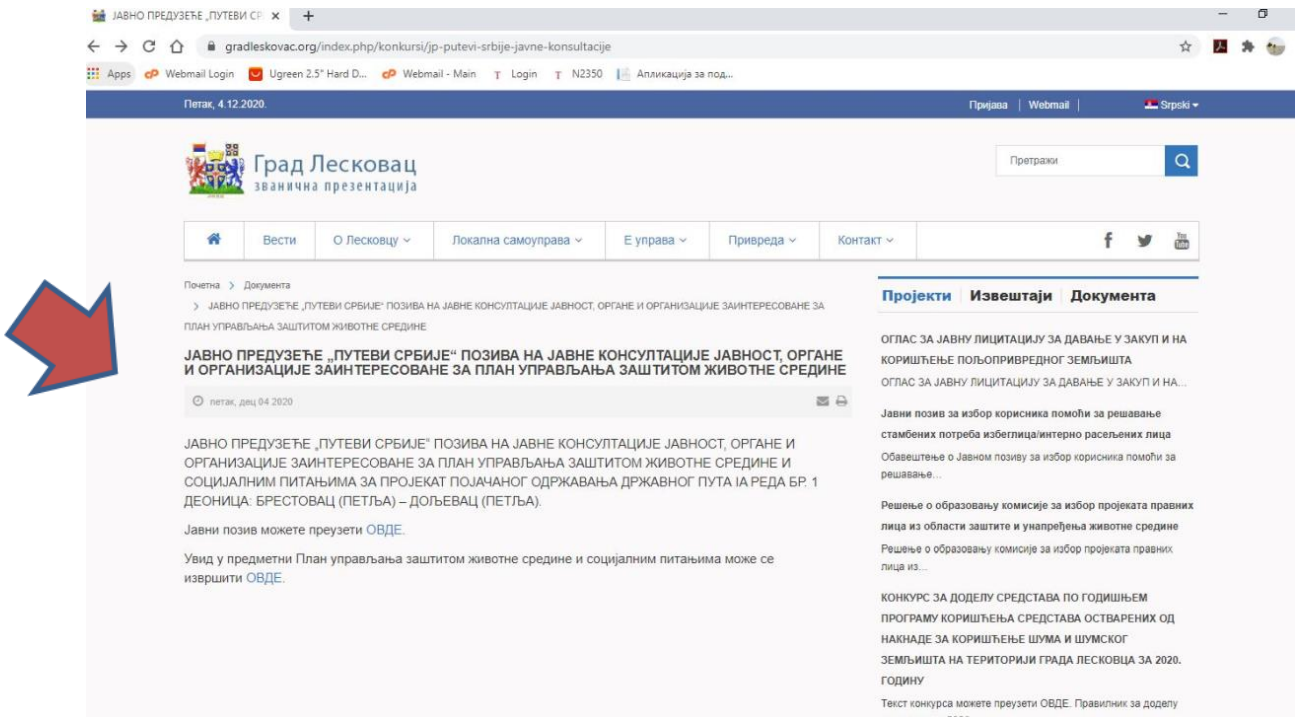 ЈАВНО ПРЕДУЗЕЋЕ „ПУТЕВИ СР
gradleskovac.org/index.php/konkursi/jp-putevi-srbije-javne-konsultacije
Apps Webmail Login Ugreen 2.5" Hard D... Webmail - Main Login N2350 Апликација за под...
Петак, 4.12.2020. Пријава | Webmail | Srpski
Град Лесковац
званична презентација
Претражи
Вести О Лесковцу Локална самоуправа Е управа Привреда Контакт You Tube
Почетна > Документа
> ЈАВНО ПРЕДУЗЕЋЕ „ПУТЕВИ СРБИЈЕ“ ПОЗИВА НА ЈАВНЕ КОНСУЛТАЦИЈЕ ЈАВНОСТ, ОРГАНЕ И ОРГАНИЗАЦИЈЕ ЗАИНТЕРЕСОВАНЕ ЗА
ПЛАН УПРАВЉАЊА ЗАШТИТОМ ЖИВОТНЕ СРЕДИНЕ
ЈАВНО ПРЕДУЗЕЋЕ „ПУТЕВИ СРБИЈЕ“ ПОЗИВА НА ЈАВНЕ КОНСУЛТАЦИЈЕ ЈАВНОСТ, ОРГАНЕ
И ОРГАНИЗАЦИЈЕ ЗАИНТЕРЕСОВАНЕ ЗА ПЛАН УПРАВЉАЊА ЗАШТИТОМ ЖИВОТНЕ СРЕДИНЕ
петак, дец 04 2020
ЈАВНО ПРЕДУЗЕЋЕ „ПУТЕВИ СРБИЈЕ“ ПОЗИВА НА ЈАВНЕ КОНСУЛТАЦИЈЕ ЈАВНОСТ, ОРГАНЕ И
ОРГАНИЗАЦИЈЕ ЗАИНТЕРЕСОВАНЕ ЗА ПЛАН УПРАВЉАЊА ЗАШТИТОМ ЖИВОТНЕ СРЕДИНЕ И
СОЦИЈАЛНИМ ПИТАЊИМА ЗА ПРОЈЕКАТ ПОЈАЧАНОГ ОДРЖАВАЊА ДРЖАВНОГ ПУТА IА РЕДА БР. 1
ДЕОНИЦА: БРЕСТОВАЦ (ПЕТЉА) – ДОЉЕВАЦ (ПЕТЉА).
Јавни позив можете преузети ОВДЕ.
Увид у предметни План управљања заштитом животне средине и социјалним питањима може се
извршити ОВДЕ.
Пројекти Извештаји Документа
ОГЛАС ЗА ЈАВНУ ЛИЦИТАЦИЈУ ЗА ДАВАЊЕ У ЗАКУП И НА
КОРИШЋЕЊЕ ПОЉОПРИВРЕДНОГ ЗЕМЉИШТА
ОГЛАС ЗА ЈАВНУ ЛИЦИТАЦИЈУ ЗА ДАВАЊЕ У ЗАКУП И НА...
Јавни позив за избор корисника помоћи за решавање
стамбених потреба избеглица/интерно расељених лица
Обавештење о Јавном позиву за избор корисника помоћи за
решавање...
Решење о образовању комисије за избор пројеката правних
лица из области заштите и унапређења животне средине
Решење о образовању комисије за избор пројеката правних
лица из...
КОНКУРС ЗА ДОДЕЛУ СРЕДСТАВА ПО ГОДИШЊЕМ
ПРОГРАМУ КОРИШЋЕЊА СРЕДСТАВА ОСТВАРЕНИХ ОД
НАКНАДЕ ЗА КОРИШЋЕЊЕ ШУМА И ШУМСКОГ
ЗЕМЉИШТА НА ТЕРИТОРИЈИ ГРАДА ЛЕСКОВЦА ЗА 2020.
ГОДИНУ
Текст конкурса можете преузети ОВДЕ. Правилник за доделу